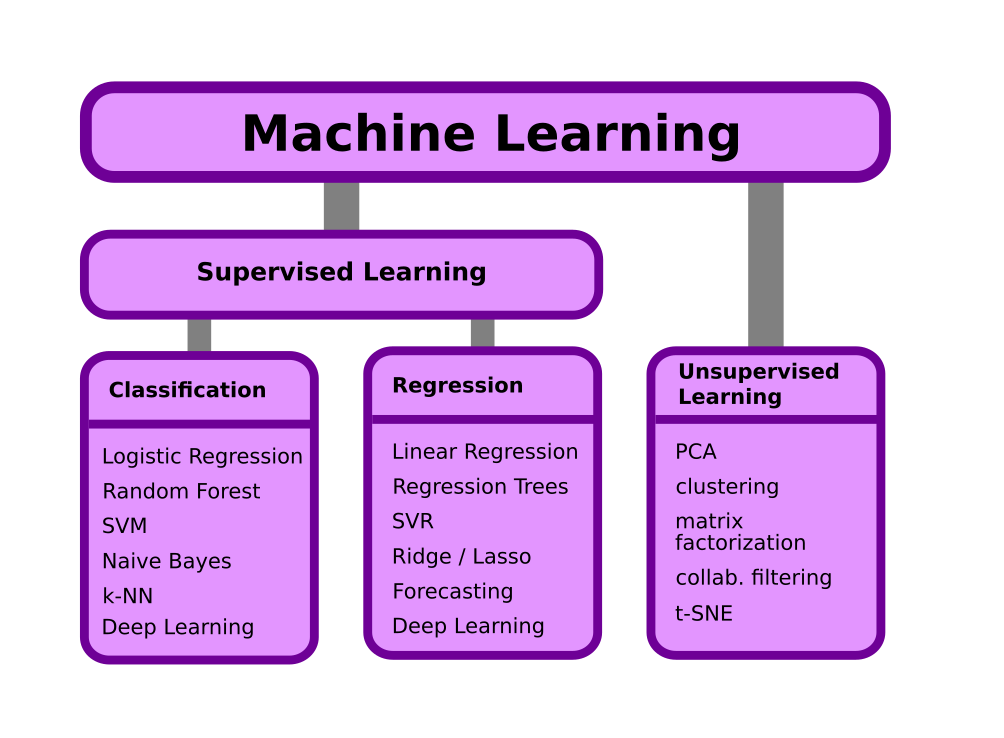 Machine Learning
Supervised Learning
Classification
Logistic Regression
Random Forest
SVM
Naive Bayes
k-NN
Deep Learning
Regression
Linear Regression
Regression Trees
SVR
Ridge / Lasso
Forecasting
Deep Learning
Unsupervised
Learning
PCA
clustering
matrix
factorization
collab. filtering
t-SNE